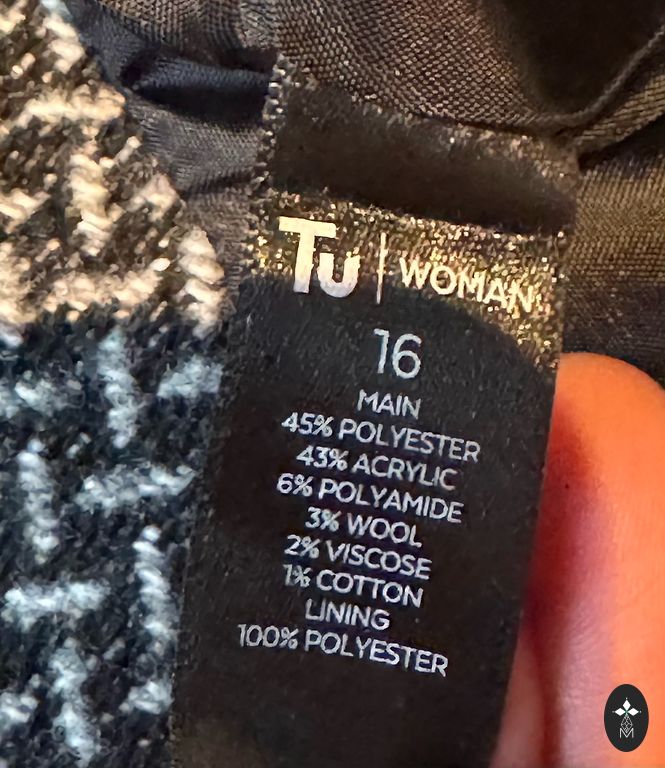 Tu | WOMAN
16
MAIN
45% POLYESTER
43% ACRYLIC
6% POLYAMIDE
3% WOOL
2% VISCOSE
1% COTTON
LINING
100% POLYESTER
M